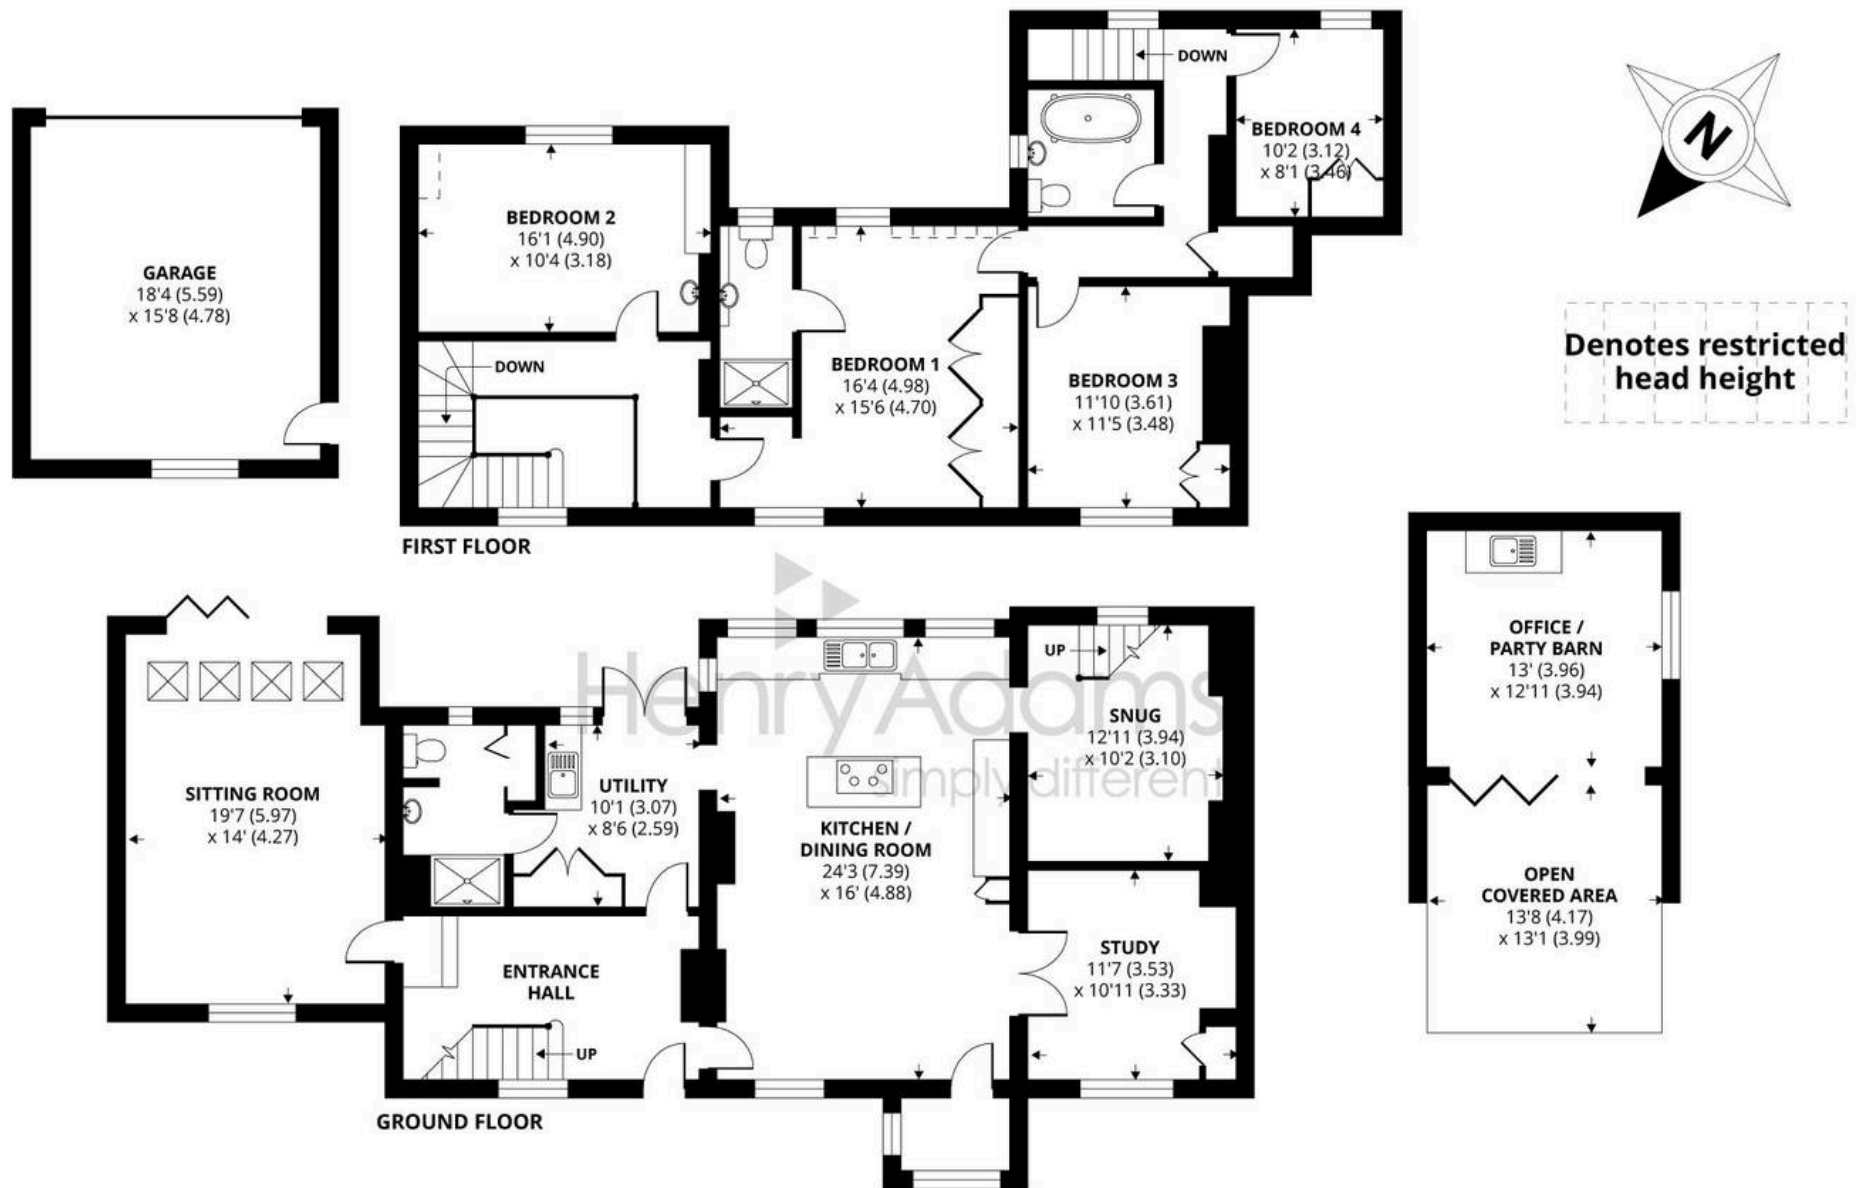 DOWN
BEDROOM 4
10'2 (3.12)
x 8'1 (3.46)
N
BEDROOM 2
16'1 (4.90)
x 10'4 (3.18)
GARAGE
18'4 (5.59)
x 15'8 (4.78)
DOWN
BEDROOM 1
16'4 (4.98)
x 15'6 (4.70)
BEDROOM 3
11'10 (3.61)
x 11'5 (3.48)
Denotes restricted
head height
FIRST FLOOR
Henry Adams
simply different
SITTING ROOM
19'7 (5.97)
x 14' (4.27)
UTILITY
10'1 (3.07)
x 8'6 (2.59)
KITCHEN /
DINING ROOM
24'3 (7.39)
x 16' (4.88)
UP
SNUG
12'11 (3.94)
x 10'2 (3.10)
OFFICE /
PARTY BARN
13' (3.96)
x 12'11 (3.94)
ENTRANCE
HALL
UP
STUDY
11'7 (3.53)
x 10'11 (3.33)
OPEN
COVERED AREA
13'8 (4.17)
x 13'1 (3.99)
GROUND FLOOR